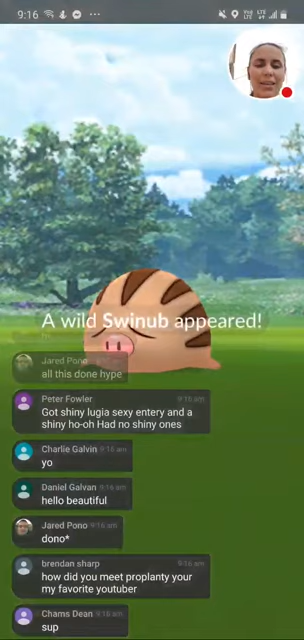 9:16
A wild Swinub appeared!
Jared Pono
all this done hype
Peter Fowler 9:16 am
Got shiny lugia sexy entery and a
shiny ho-oh Had no shiny ones
Charlie Galvin 9:16 am
yo
Daniel Galvan 9:16 am
hello beautiful
Jared Pono 9:16 am
dono*
brendan sharp 9:16 am
how did you meet proplanty your
my favorite youtuber
Chams Dean 9:16 am
sup